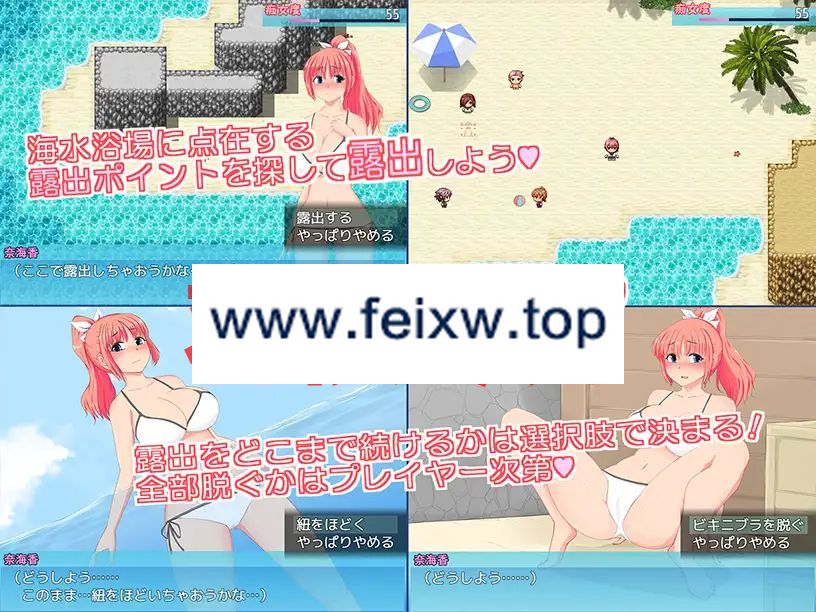 痴女度
55
痴女度
55
海水浴場に点在する
露出ポイントを探して露出しよう♡
露出する
やっぱりやめる
奈海香
(ここで露出しちゃおうかな
www.feixw.top
露出をどこまで続けるかは選択肢で決まる!
全部脱ぐかはプレイヤー次第♡
紐をほどく
やっぱりやめる
奈海香
(どうしよう……
このまま…紐をほどいちゃおうかな…)
ビキニブラを脱ぐ
やっぱりやめる
奈海香
(どうしよう……)